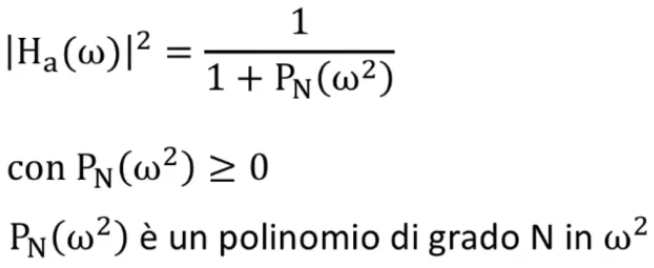 |Hₐ(ω)|² = 1 / (1 + P_N(ω²))
con P_N(ω²) ≥ 0
P_N(ω²) è un polinomio di grado N in ω²